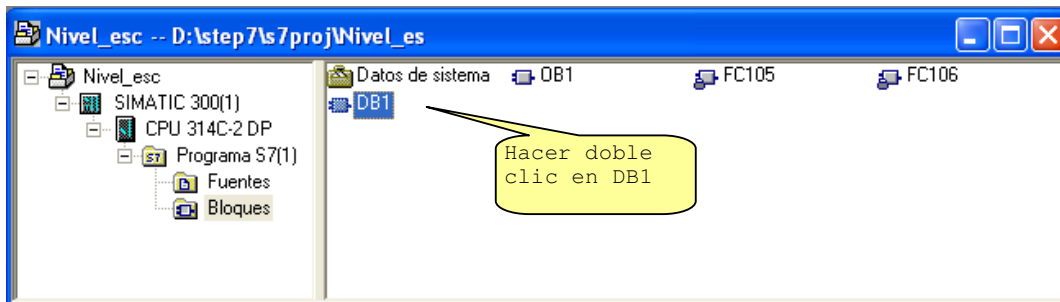 Nivel_esc -- D:\step7\s7proj\Nivel_es
Nivel_esc
SIMATIC 300(1)
CPU 314C-2 DP
Programa S7(1)
Fuentes
Bloques
Datos de sistema OB1 FC105 FC106
DB1
Hacer doble
clic en DB1